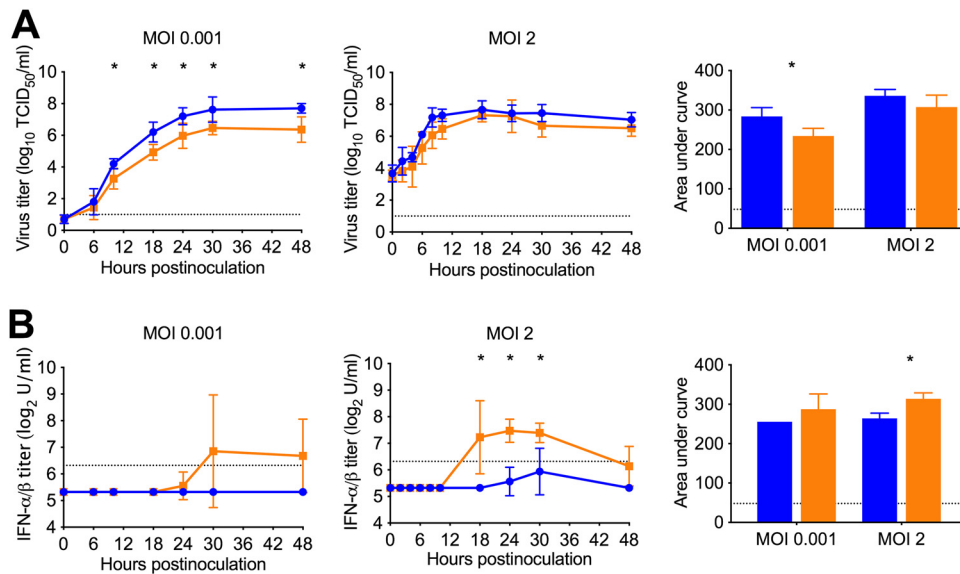 A
MOI 0.001
* * * * *
Virus titer (log10 TCID50/ml)
10
8
6
4
2
0
0 6 12 18 24 30 36 42 48
Hours postinoculation
MOI 2
Virus titer (log10 TCID50/ml)
10
8
6
4
2
0
0 6 12 18 24 30 36 42 48
Hours postinoculation
*
Area under curve
400
300
200
100
0
MOI 0.001 MOI 2
B
MOI 0.001
IFN-α/β titer (log2 U/ml)
10
9
8
7
6
5
4
0 6 12 18 24 30 36 42 48
Hours postinoculation
MOI 2
* * *
IFN-α/β titer (log2 U/ml)
10
9
8
7
6
5
4
0 6 12 18 24 30 36 42 48
Hours postinoculation
*
Area under curve
400
300
200
100
0
MOI 0.001 MOI 2